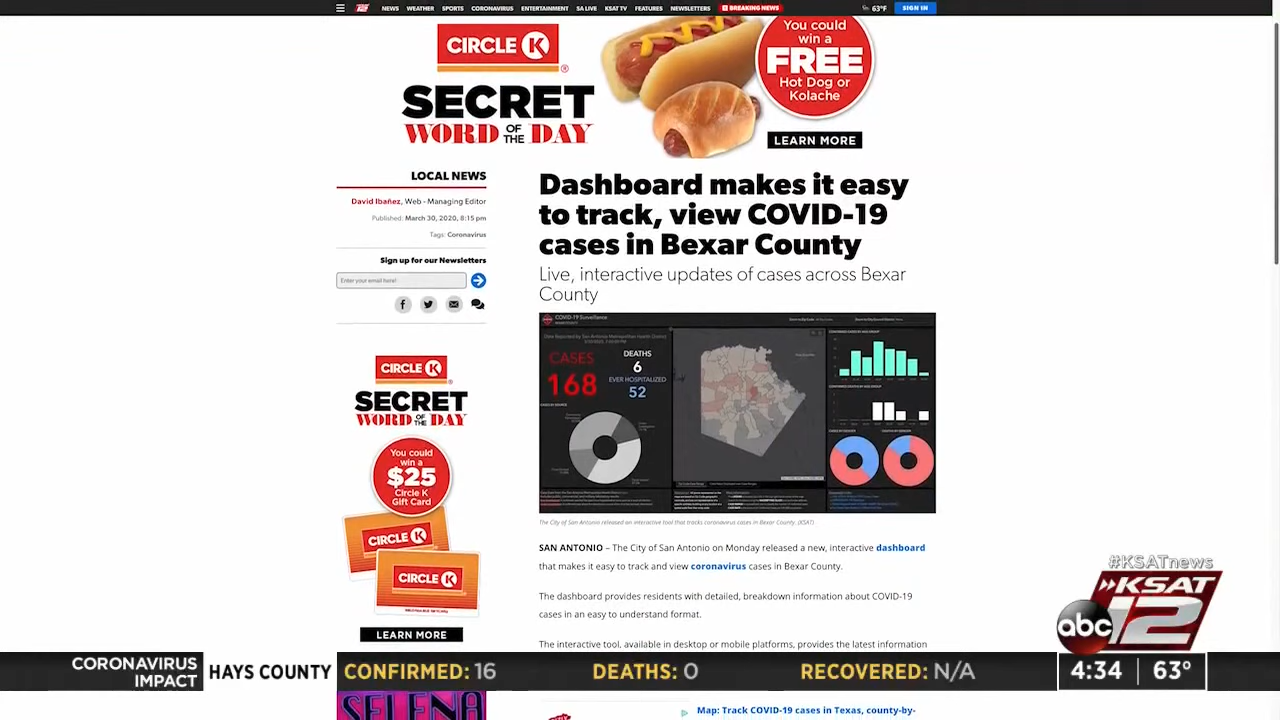 NEWS WEATHER SPORTS CORONAVIRUS ENTERTAINMENT SA LIVE KSAT TV FEATURES NEWSLETTERS BREAKING NEWS 63°F SIGN IN
CIRCLE K
SECRET
WORD OF THE DAY
You could
win a
FREE
Hot Dog or
Kolache
LEARN MORE
LOCAL NEWS
David Ibañez, Web - Managing Editor
Published: March 30, 2020, 8:15 pm
Tags: Coronavirus
Sign up for our Newsletters
Enter your email here!
CIRCLE K
SECRET
WORD OF THE DAY
You could
win a
$25
Circle K
Gift Card
CIRCLE K
CIRCLE K
LEARN MORE
Dashboard makes it easy
to track, view COVID-19
cases in Bexar County
Live, interactive updates of cases across Bexar
County
COVID-19 Surveillance
CASES
168
DEATHS
6
EVER HOSPITALIZED
52
The City of San Antonio released an interactive tool that tracks coronavirus cases in Bexar County. (KSAT)
SAN ANTONIO – The City of San Antonio on Monday released a new, interactive dashboard
that makes it easy to track and view coronavirus cases in Bexar County.
The dashboard provides residents with detailed, breakdown information about COVID-19
cases in an easy to understand format.
The interactive tool, available in desktop or mobile platforms, provides the latest information
#KSATnews
KSAT
abc 12
CORONAVIRUS
IMPACT
HAYS COUNTY CONFIRMED: 16 DEATHS: 0 RECOVERED: N/A
4:34 63°
SELENA
Map: Track COVID-19 cases in Texas, county-by-